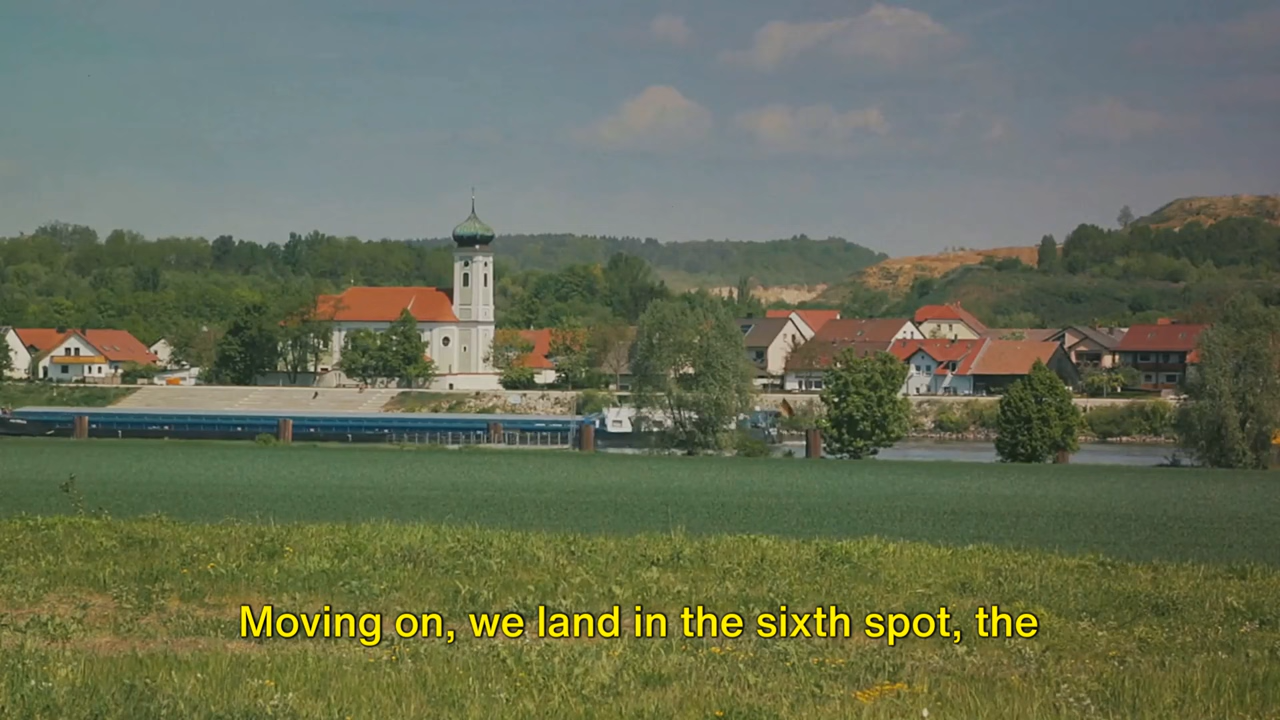 Moving on, we land in the sixth spot, the